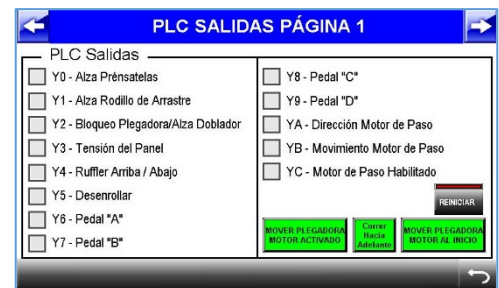 PLC SALIDAS PÁGINA 1
PLC Salidas
Y0 - Alza Prénsatelas
Y1 - Alza Rodillo de Arrastre
Y2 - Bloqueo Plegadora/Alza Doblador
Y3 - Tensión del Panel
Y4 - Ruffler Arriba / Abajo
Y5 - Desenrollar
Y6 - Pedal "A"
Y7 - Pedal "B"
Y8 - Pedal "C"
Y9 - Pedal "D"
YA - Dirección Motor de Paso
YB - Movimiento Motor de Paso
YC - Motor de Paso Habilitado
REINICIAR
MOVER PLEGADORA
MOTOR ACTIVADO
Correr
Hacia
Adelante
MOVER PLEGADORA
MOTOR AL INICIO